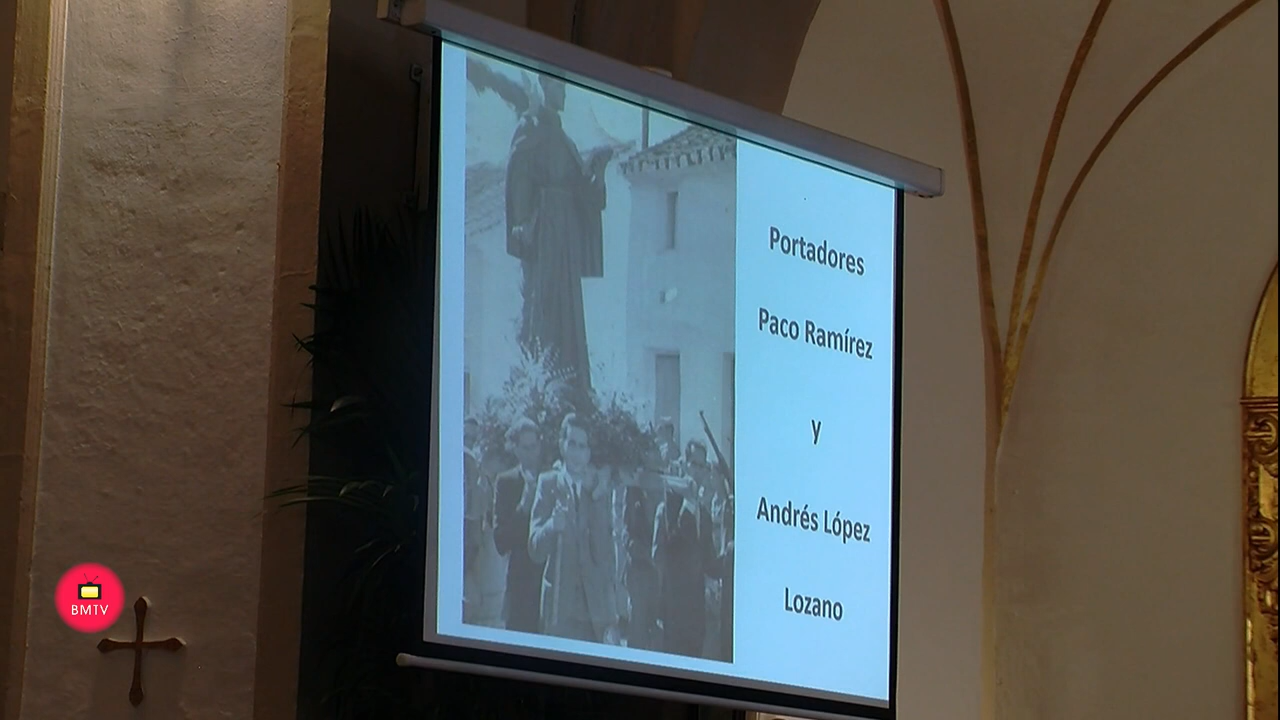 Portadores
Paco Ramírez
y
Andrés López
Lozano
BMTV